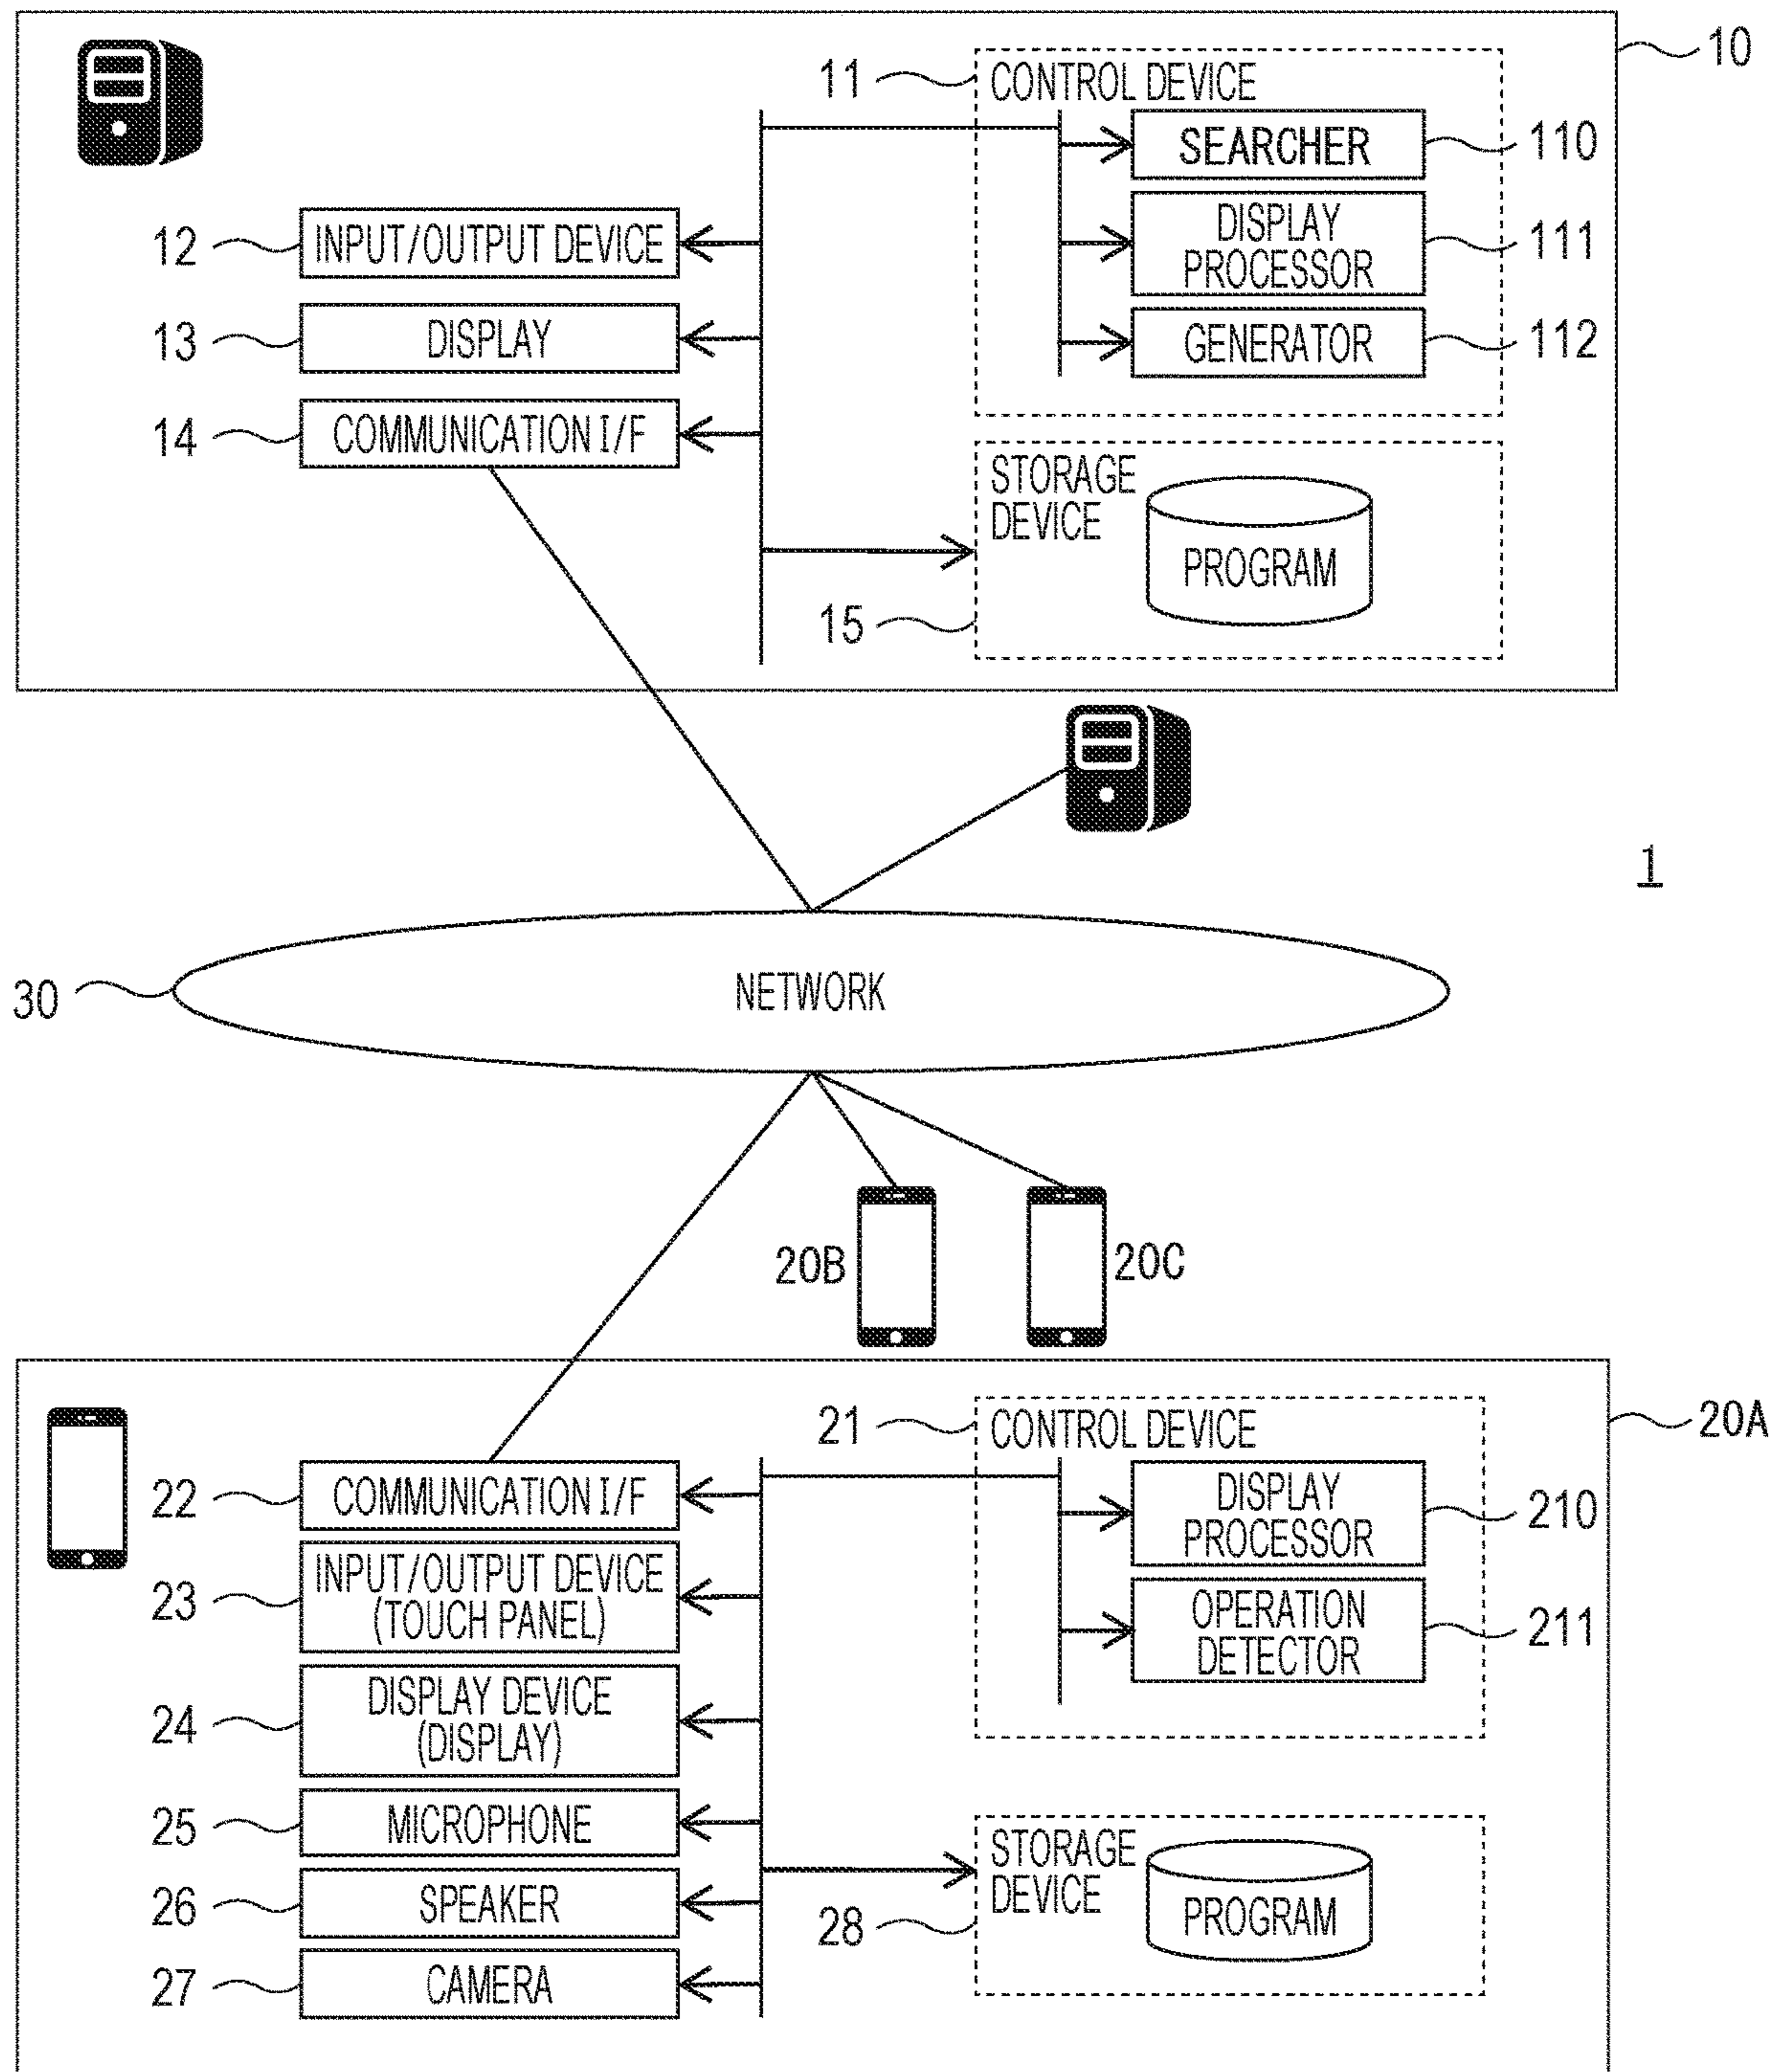 10
11
CONTROL DEVICE
SEARCHER
110
12
INPUT/OUTPUT DEVICE
DISPLAY
PROCESSOR
111
13
DISPLAY
GENERATOR
112
14
COMMUNICATION I/F
STORAGE
DEVICE
PROGRAM
15
1
30
NETWORK
20B
20C
20A
21
CONTROL DEVICE
22
COMMUNICATION I/F
DISPLAY
PROCESSOR
210
23
INPUT/OUTPUT DEVICE
(TOUCH PANEL)
OPERATION
DETECTOR
211
24
DISPLAY DEVICE
(DISPLAY)
25
MICROPHONE
STORAGE
DEVICE
PROGRAM
28
26
SPEAKER
27
CAMERA